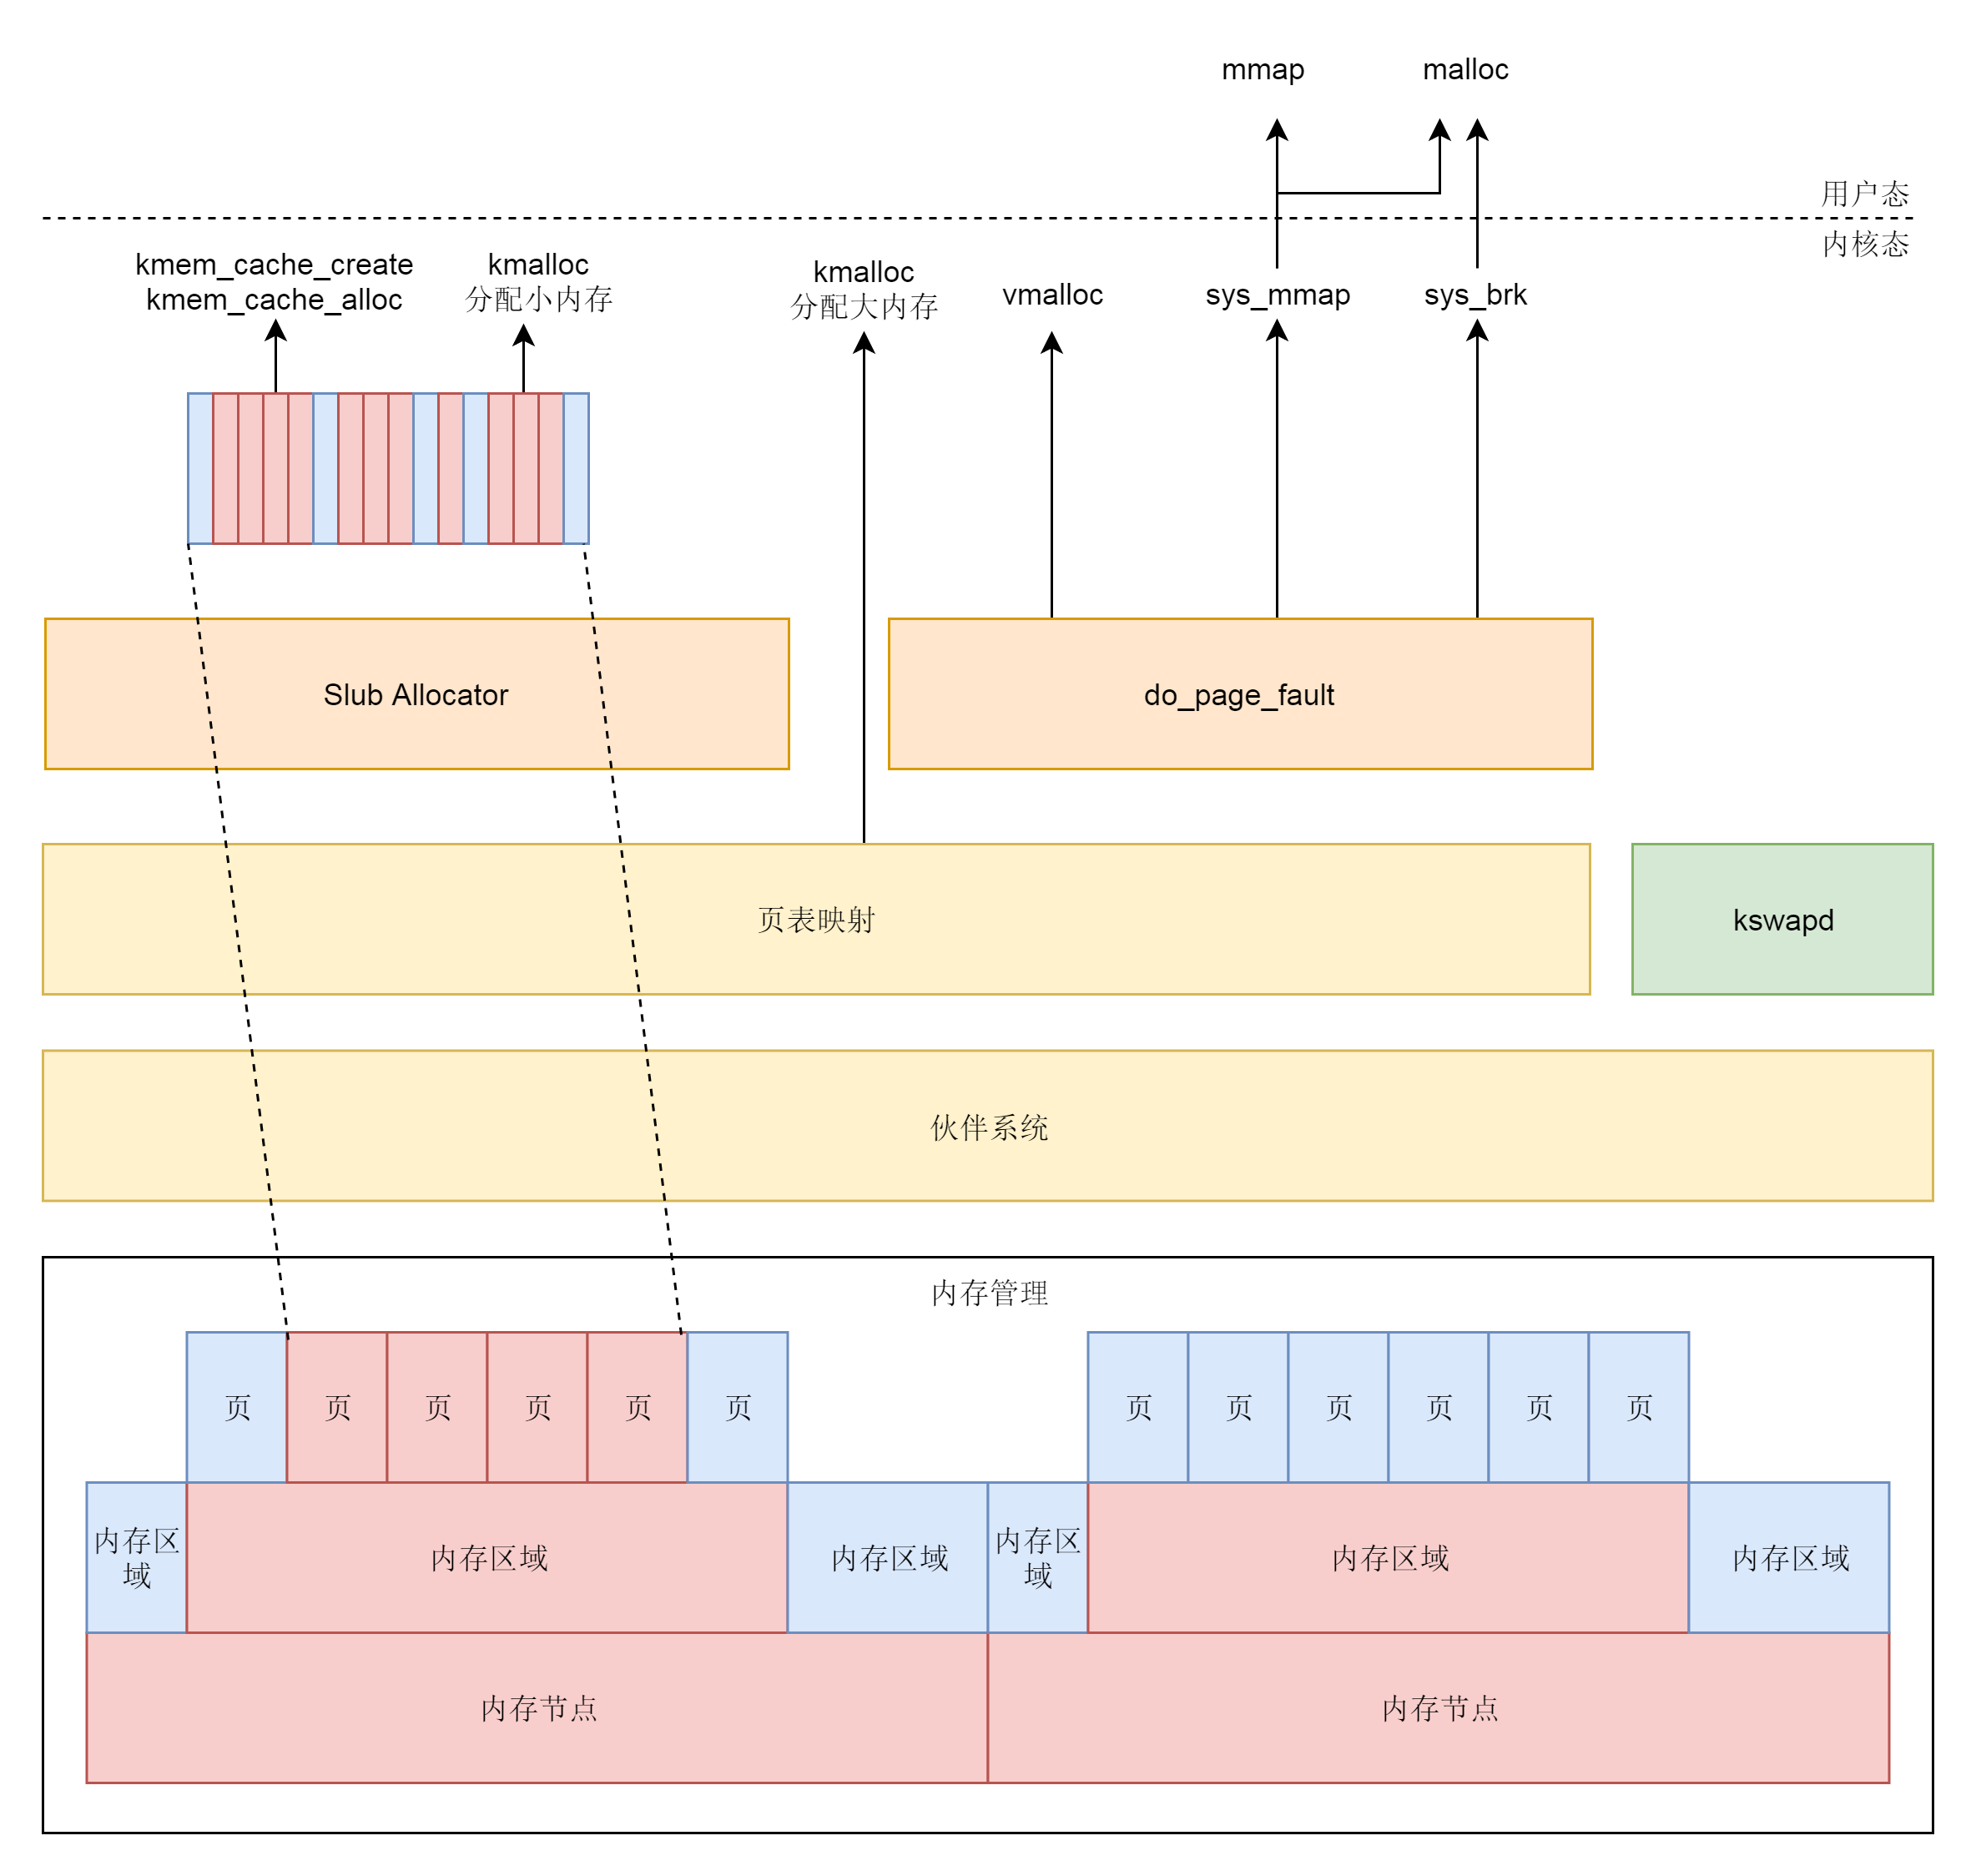 mmap
malloc
用户态
内核态
kmem_cache_create
kmem_cache_alloc
kmalloc
分配小内存
kmalloc
分配大内存
vmalloc
sys_mmap
sys_brk
Slub Allocator
do_page_fault
页表映射
kswapd
伙伴系统
内存管理
页
页
页
页
页
页
页
页
页
页
页
页
内存区
域
内存区域
内存区域
内存区
域
内存区域
内存区域
内存节点
内存节点